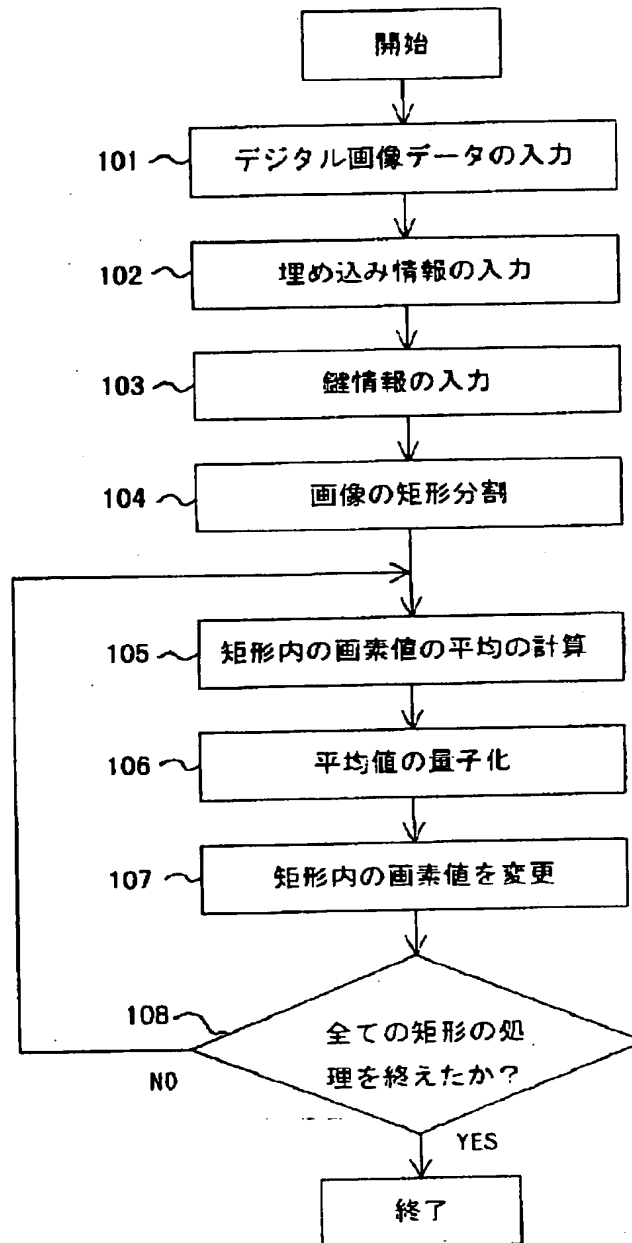 開始
101 デジタル画像データの入力
102 埋め込み情報の入力
103 鍵情報の入力
104 画像の矩形分割
105 矩形内の画素値の平均の計算
106 平均値の量子化
107 矩形内の画素値を変更
108 全ての矩形の処
理を終えたか?
NO
YES
終了